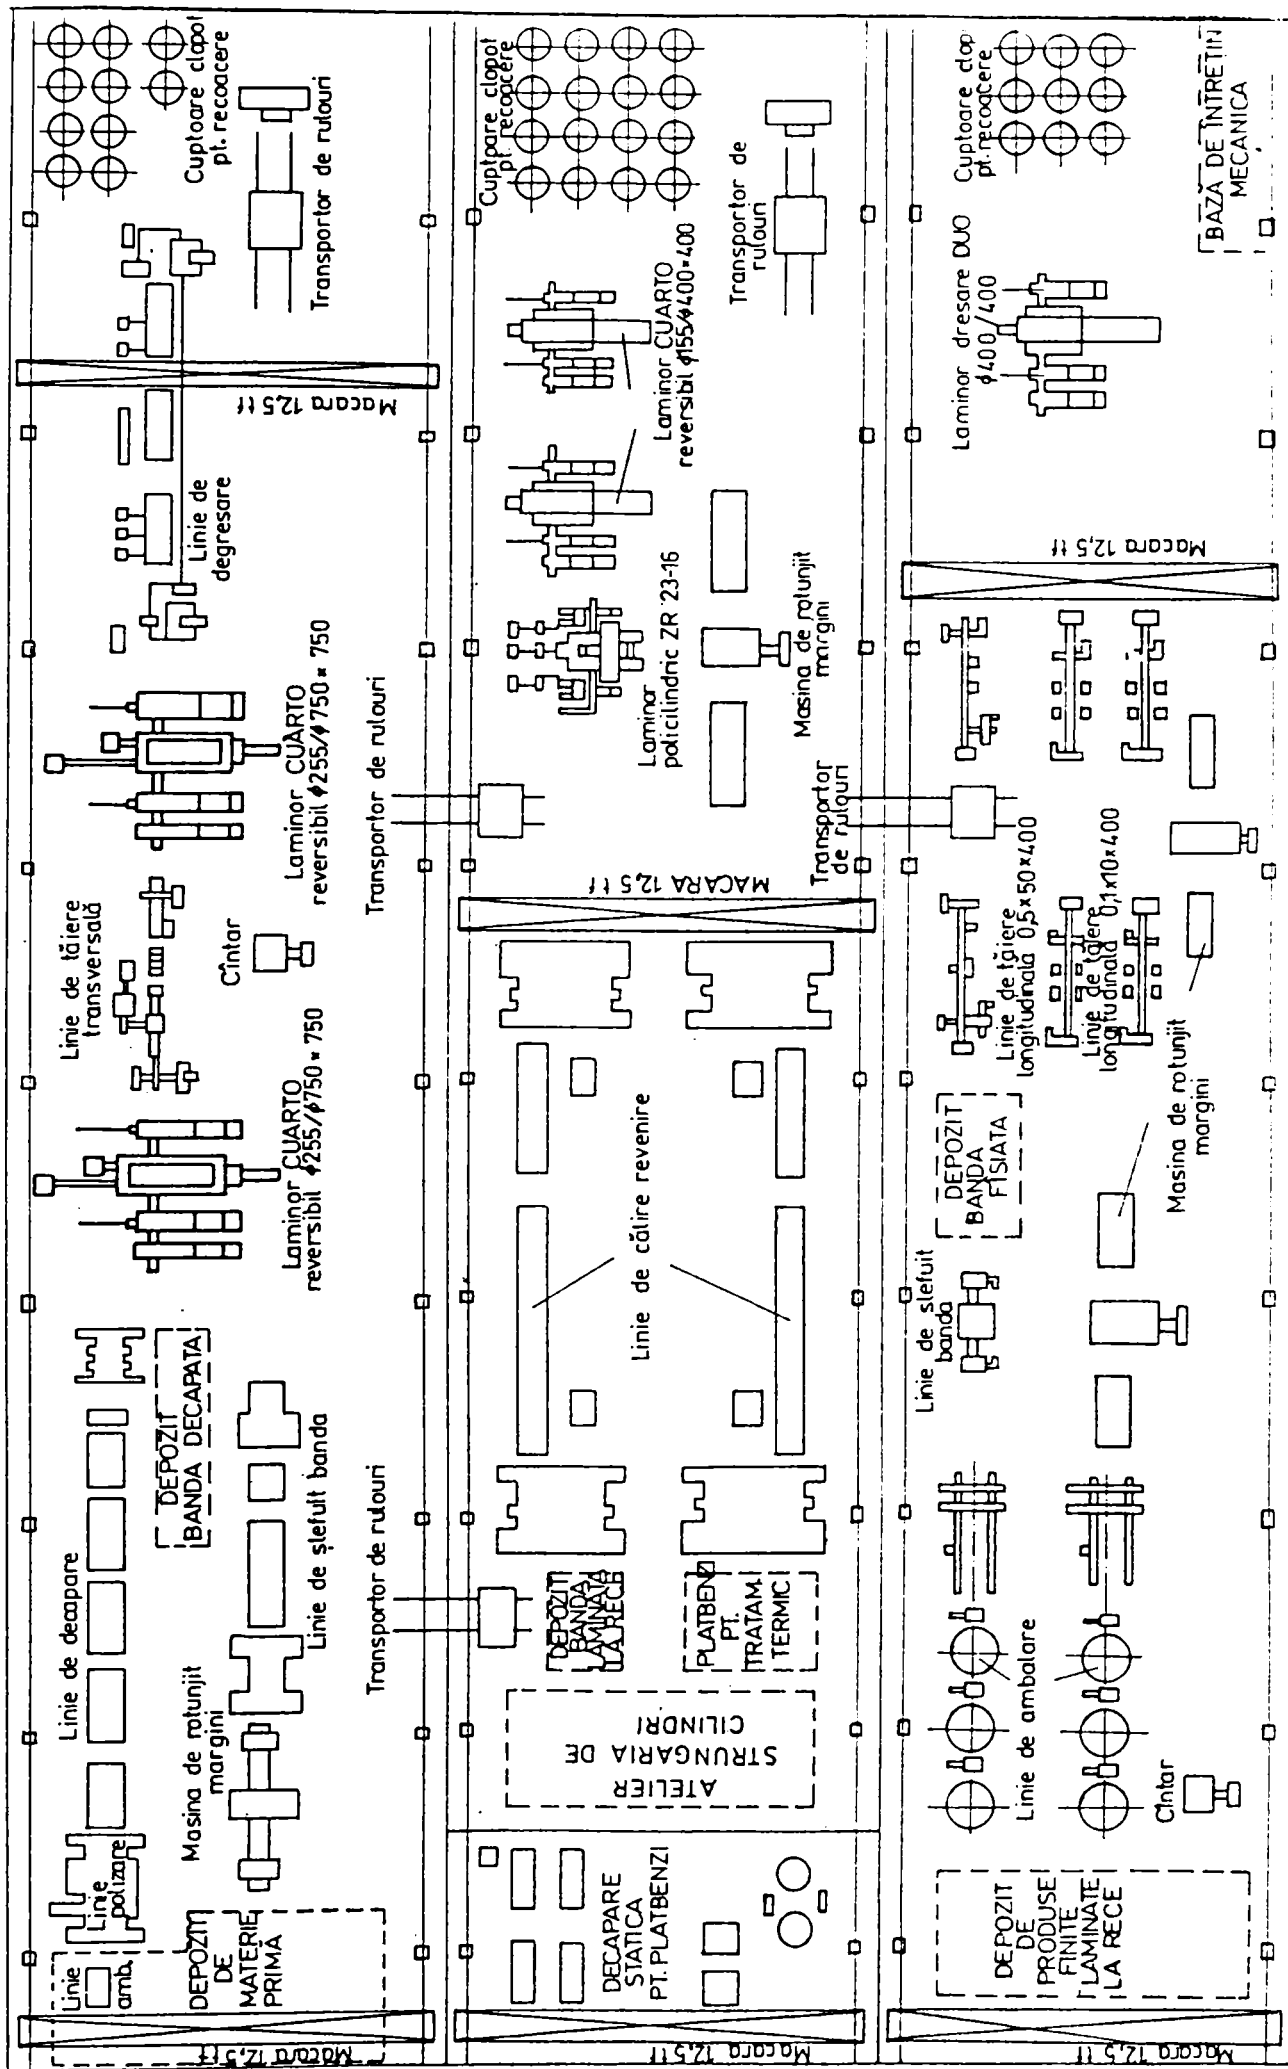 Linie
amb.
DEPOZIT
DE
MATERIE
PRIMĂ
Macara 12,5 tf
Linie
polizare
Linie de decapare
Masina de rotunjit
margini
DEPOZIT
BANDA DECAPATA
Linie de șlefuit banda
Laminor CUARTO
reversibil ϕ255/ϕ750×750
Linie de tăiere
transversală
Cîntar
Laminor CUARTO
reversibil ϕ255/ϕ750×750
Linie de
degresare
Macara 12,5 tf
Cuptoare clopot
pt. recoacere
Transportor de rulouri
Transportor de rulouri
Transportor de rulouri
Macara 12,5 tf
DECAPARE
STATICA
PT. PLATBENZI
ATELIER
STRUNGARIA DE
CILINDRI
DEPOZIT
BANDA
LAMINATA
LA RECE
PLATBENZI
PT.
TRATAM.
TERMIC
Linie de călire revenire
MACARA 12,5 tf
Laminor
policilindric ZR 23-16
Masina de rotunjit
margini
Laminor CUARTO
reversibil ϕ155/ϕ400×400
Transportor de
rulouri
Cuptoare clopot
pt. recoacere
Transportor
de rulouri
Macara 12,5 tf
DEPOZIT
DE
PRODUSE
FINITE
LAMINATE
LA RECE
Cîntar
Linie de ambalare
Linie de slefuit
banda
DEPOZIT
BANDA
FÎSIATA
Masina de rotunjit
margini
Linie de tăiere
longitudinală 0,5×50×400
Linie de tăiere
longitudinală 0,1×10×400
Macara 12,5 tf
Laminor dresare DUO
ϕ400/400
Cuptoare clop
pt. recoacere
BAZĂ DE INTRETIN
MECANICA